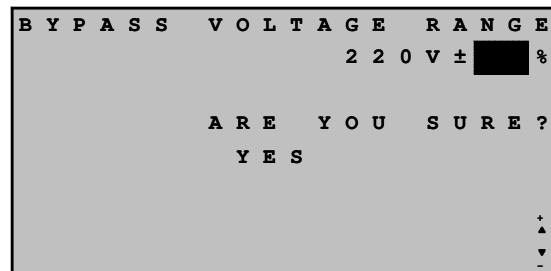 BYPASS VOLTAGE RANGE
220V± %
ARE YOU SURE?
YES
+
▲
▼
-